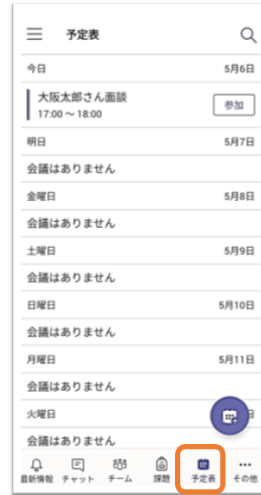 予定表
今日 5月6日
大阪太郎さん面談
17:00 ～ 18:00
参加
明日 5月7日
会議はありません
金曜日 5月8日
会議はありません
土曜日 5月9日
会議はありません
日曜日 5月10日
会議はありません
月曜日 5月11日
会議はありません
火曜日 日
会議はありません
最新情報 チャット チーム 課題 予定表 その他